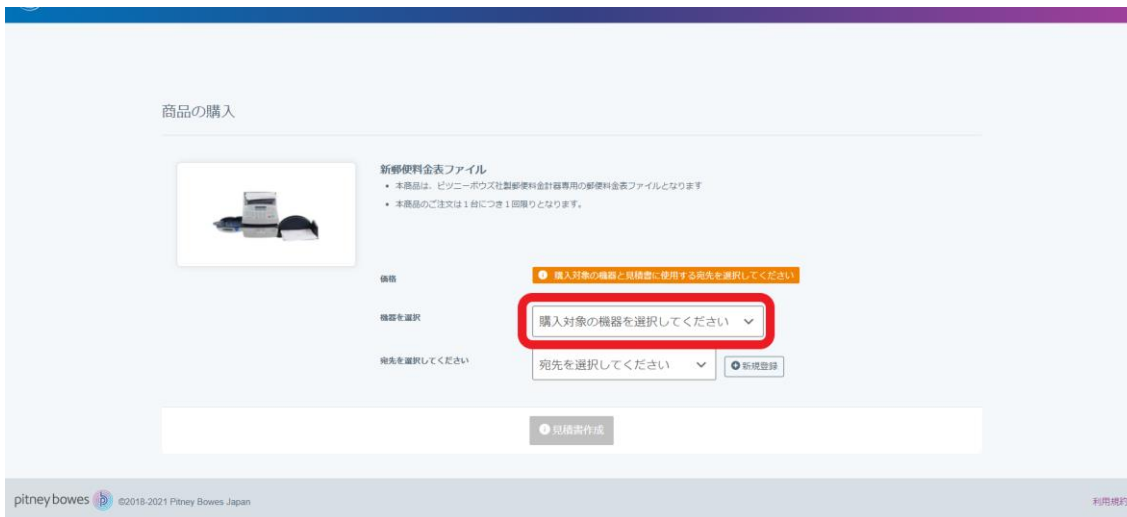 商品の購入
新郵便料金表ファイル
• 本商品は、ピツニーボウズ社製郵便料金計器専用の郵便料金表ファイルとなります
• 本商品のご注文は1台につき1回限りとなります。
価格
購入対象の機器と見積書に使用する宛先を選択してください
機器を選択
購入対象の機器を選択してください
宛先を選択してください
宛先を選択してください
新規登録
見積書作成
pitney bowes ©2018-2021 Pitney Bowes Japan
利用規約